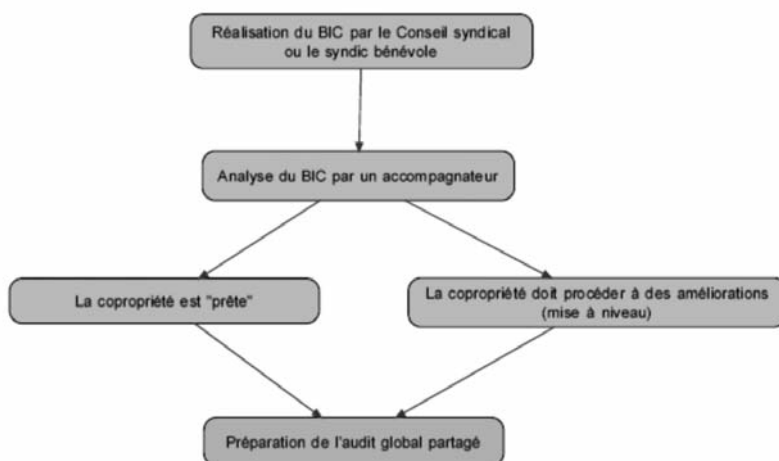 Réalisation du BIC par le Conseil syndical
ou le syndic bénévole
Analyse du BIC par un accompagnateur
La copropriété est "prête"
La copropriété doit procéder à des améliorations
(mise à niveau)
Préparation de l'audit global partagé